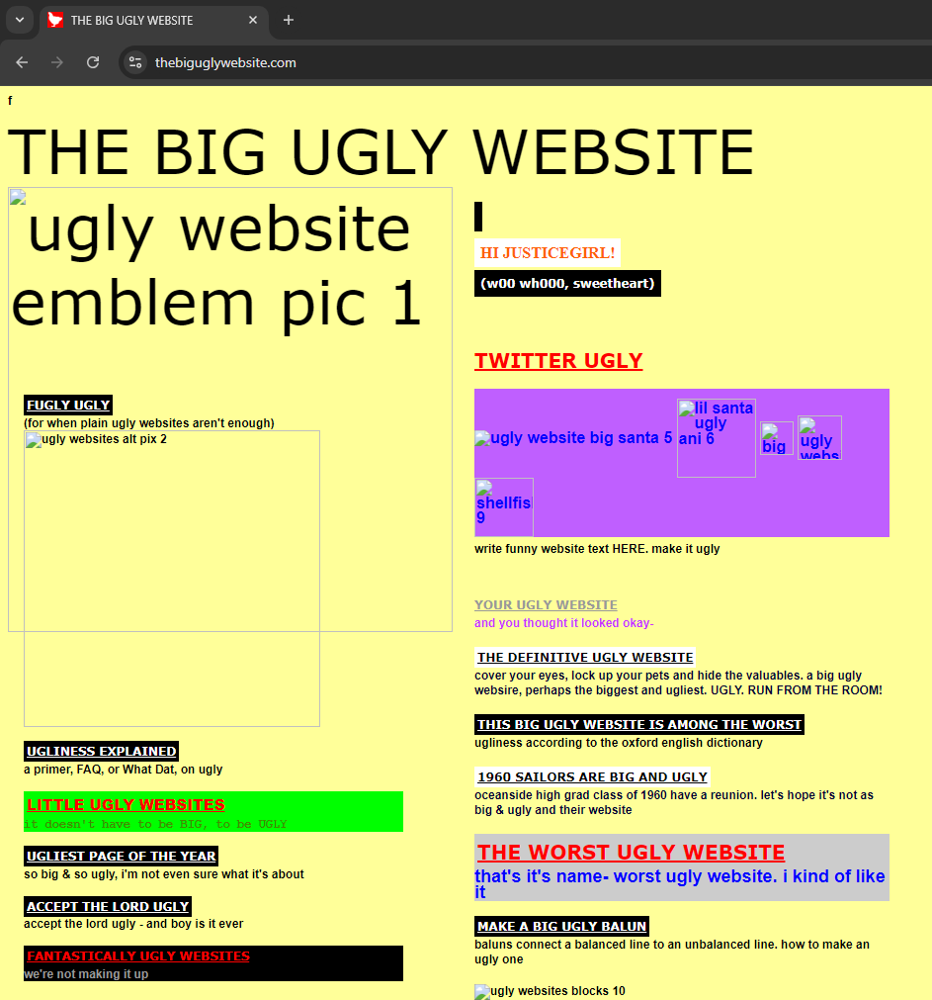 THE BIG UGLY WEBSITE
thebiguglywebsite.com
f
THE BIG UGLY WEBSITE
ugly website
emblem pic 1
FUGLY UGLY
(for when plain ugly websites aren't enough)
ugly websites alt pix 2
UGLINESS EXPLAINED
a primer, FAQ, or What Dat, on ugly
LITTLE UGLY WEBSITES
it doesn't have to be BIG, to be UGLY
UGLIEST PAGE OF THE YEAR
so big & so ugly, i'm not even sure what it's about
ACCEPT THE LORD UGLY
accept the lord ugly - and boy is it ever
FANTASTICALLY UGLY WEBSITES
we're not making it up
HI JUSTICEGIRL!
(w00 wh000, sweetheart)
TWITTER UGLY
ugly website big santa 5
lil santa
ugly
ani 6
big
ugly
webs
shellfis
9
write funny website text HERE. make it ugly
YOUR UGLY WEBSITE
and you thought it looked okay-
THE DEFINITIVE UGLY WEBSITE
cover your eyes, lock up your pets and hide the valuables. a big ugly
websire, perhaps the biggest and ugliest. UGLY. RUN FROM THE ROOM!
THIS BIG UGLY WEBSITE IS AMONG THE WORST
ugliness according to the oxford english dictionary
1960 SAILORS ARE BIG AND UGLY
oceanside high grad class of 1960 have a reunion. let's hope it's not as
big & ugly and their website
THE WORST UGLY WEBSITE
that's it's name- worst ugly website. i kind of like
it
MAKE A BIG UGLY BALUN
baluns connect a balanced line to an unbalanced line. how to make an
ugly one
ugly websites blocks 10